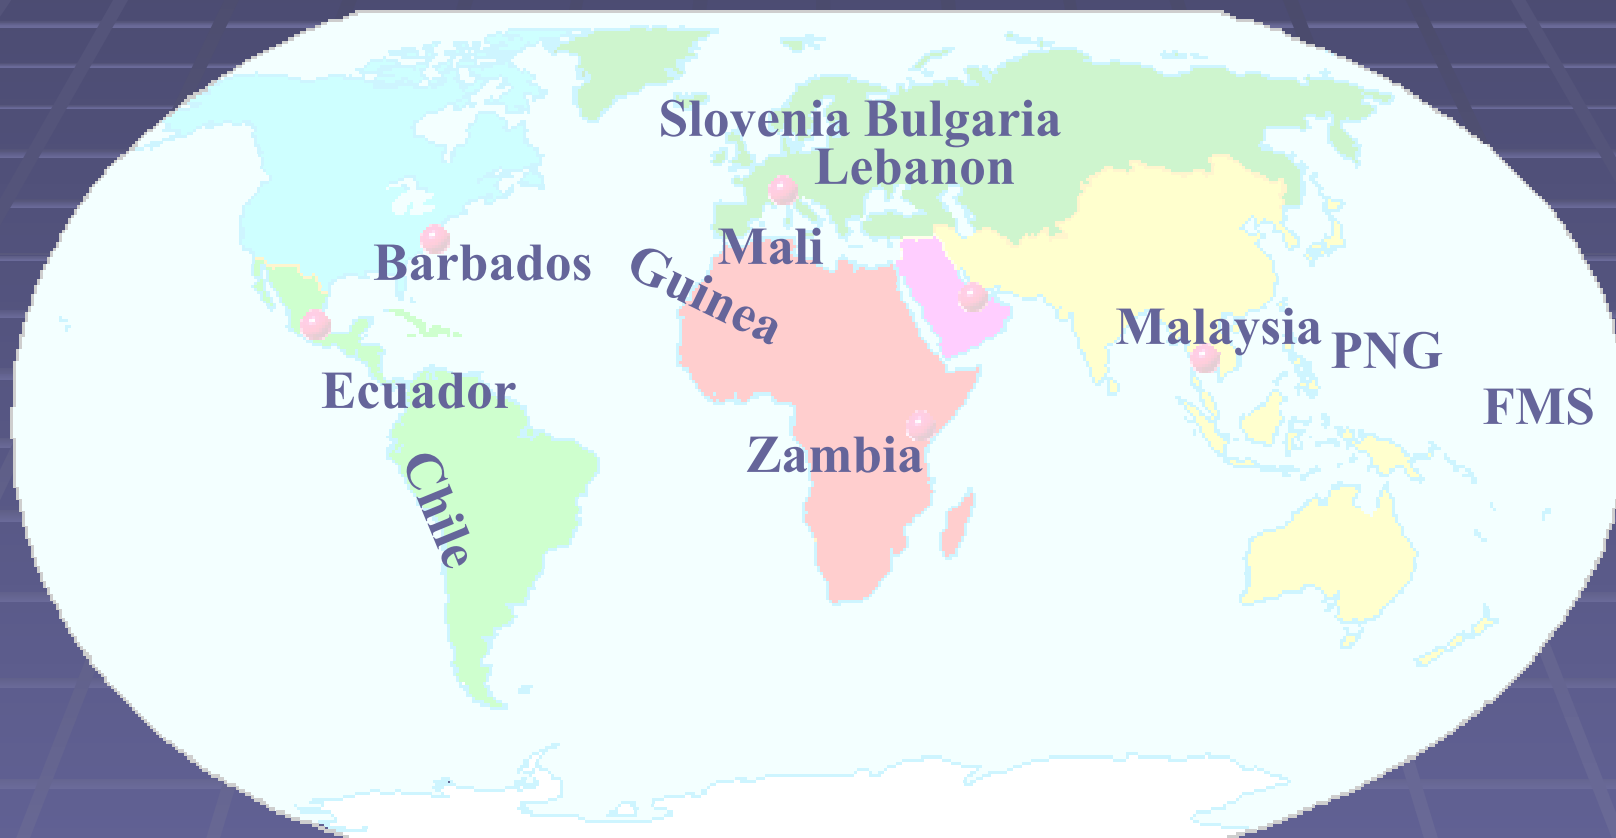 Slovenia Bulgaria
Lebanon
Mali
Guinea
Barbados
Malaysia
PNG
Ecuador
FMS
Zambia
Chile